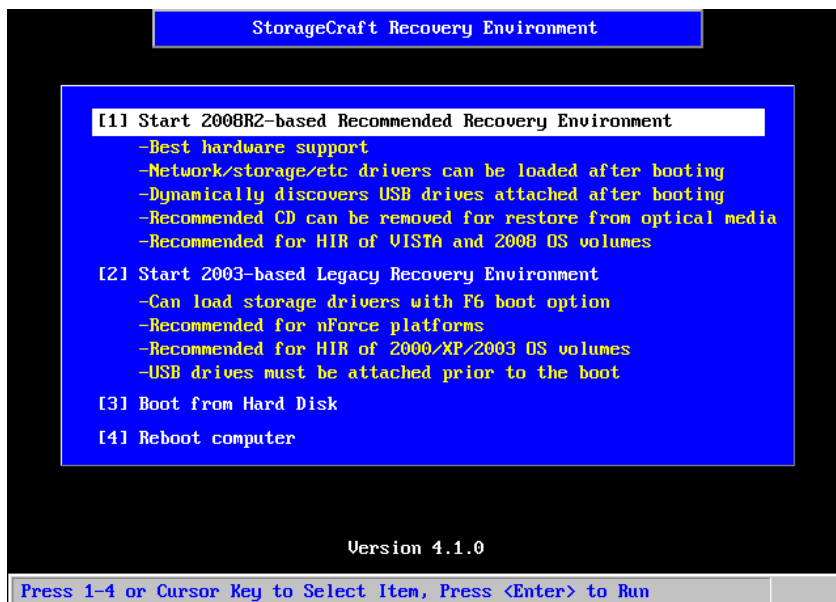 StorageCraft Recovery Environment
[1] Start 2008R2-based Recommended Recovery Environment
-Best hardware support
-Network/storage/etc drivers can be loaded after booting
-Dynamically discovers USB drives attached after booting
-Recommended CD can be removed for restore from optical media
-Recommended for HIR of VISTA and 2008 OS volumes
[2] Start 2003-based Legacy Recovery Environment
-Can load storage drivers with F6 boot option
-Recommended for nForce platforms
-Recommended for HIR of 2000/XP/2003 OS volumes
-USB drives must be attached prior to the boot
[3] Boot from Hard Disk
[4] Reboot computer
Version 4.1.0
Press 1-4 or Cursor Key to Select Item, Press <Enter> to Run